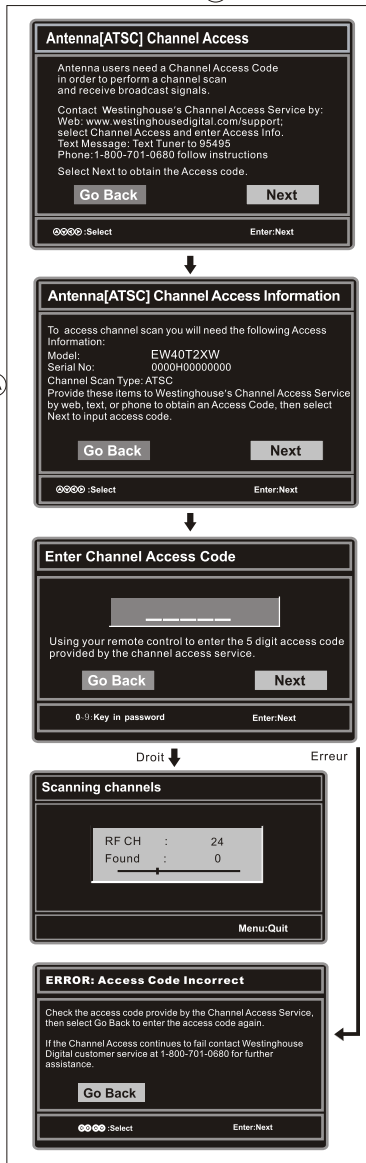 Antenna[ATSC] Channel Access
Antenna users need a Channel Access Code
in order to perform a channel scan
and receive broadcast signals.
Contact Westinghouse's Channel Access Service by:
Web: www.westinghousedigital.com/support;
select Channel Access and enter Access Info.
Text Message: Text Tuner to 95495
Phone:1-800-701-0680 follow instructions
Select Next to obtain the Access code.
Go Back Next
:Select Enter:Next
Antenna[ATSC] Channel Access Information
To access channel scan you will need the following Access
Information:
Model: EW40T2XW
Serial No: 0000H00000000
Channel Scan Type: ATSC
Provide these items to Westinghouse's Channel Access Service
by web, text, or phone to obtain an Access Code, then select
Next to input access code.
Go Back Next
:Select Enter:Next
Enter Channel Access Code
_____
Using your remote control to enter the 5 digit access code
provided by the channel access service.
Go Back Next
0-9:Key in password Enter:Next
Droit Erreur
Scanning channels
RF CH : 24
Found : 0
Menu:Quit
ERROR: Access Code Incorrect
Check the access code provide by the Channel Access Service,
then select Go Back to enter the access code again.
If the Channel Access continues to fail contact Westinghouse
Digital customer service at 1-800-701-0680 for further
assistance.
Go Back
:Select Enter:Next